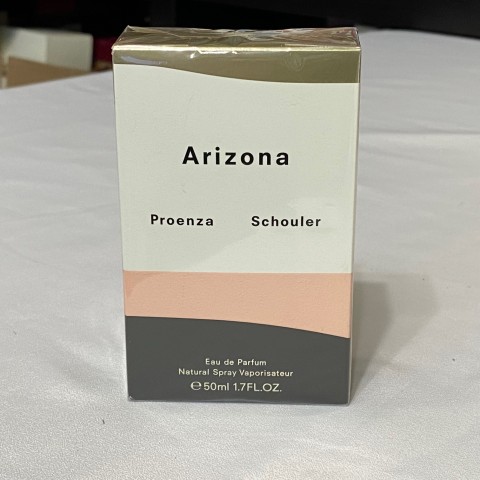 Arizona
Proenza Schouler
Eau de Parfum
Natural Spray Vaporisateur
℮50ml 1.7FL.OZ.